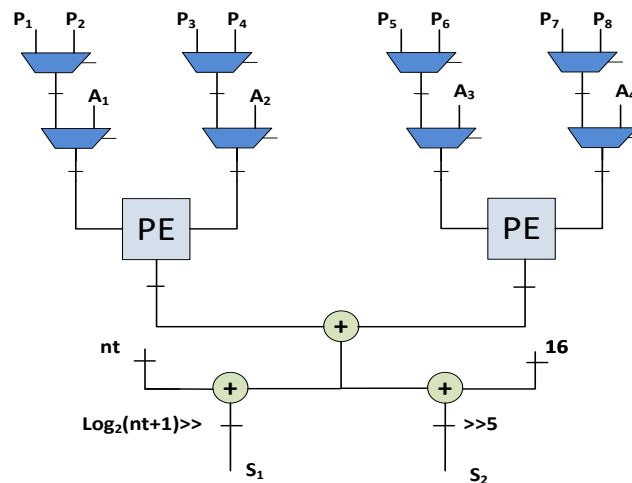 P₁ P₂ P₃ P₄ P₅ P₆ P₇ P₈
A₁ A₂ A₃ A₄
PE PE
+
nt 16
+ +
Log₂(nt+1)>> >>5
S₁ S₂